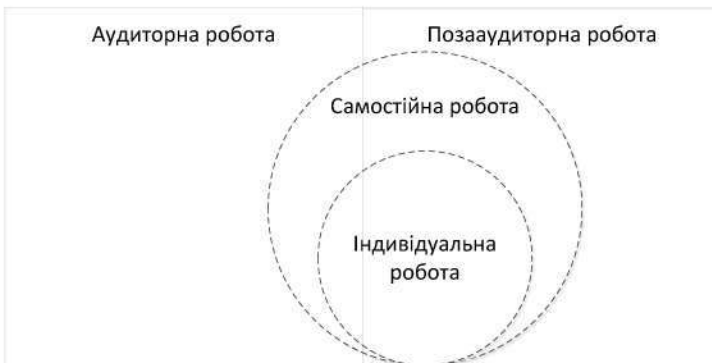 Аудиторна робота
Позааудиторна робота
Самостійна робота
Індивідуальна
робота